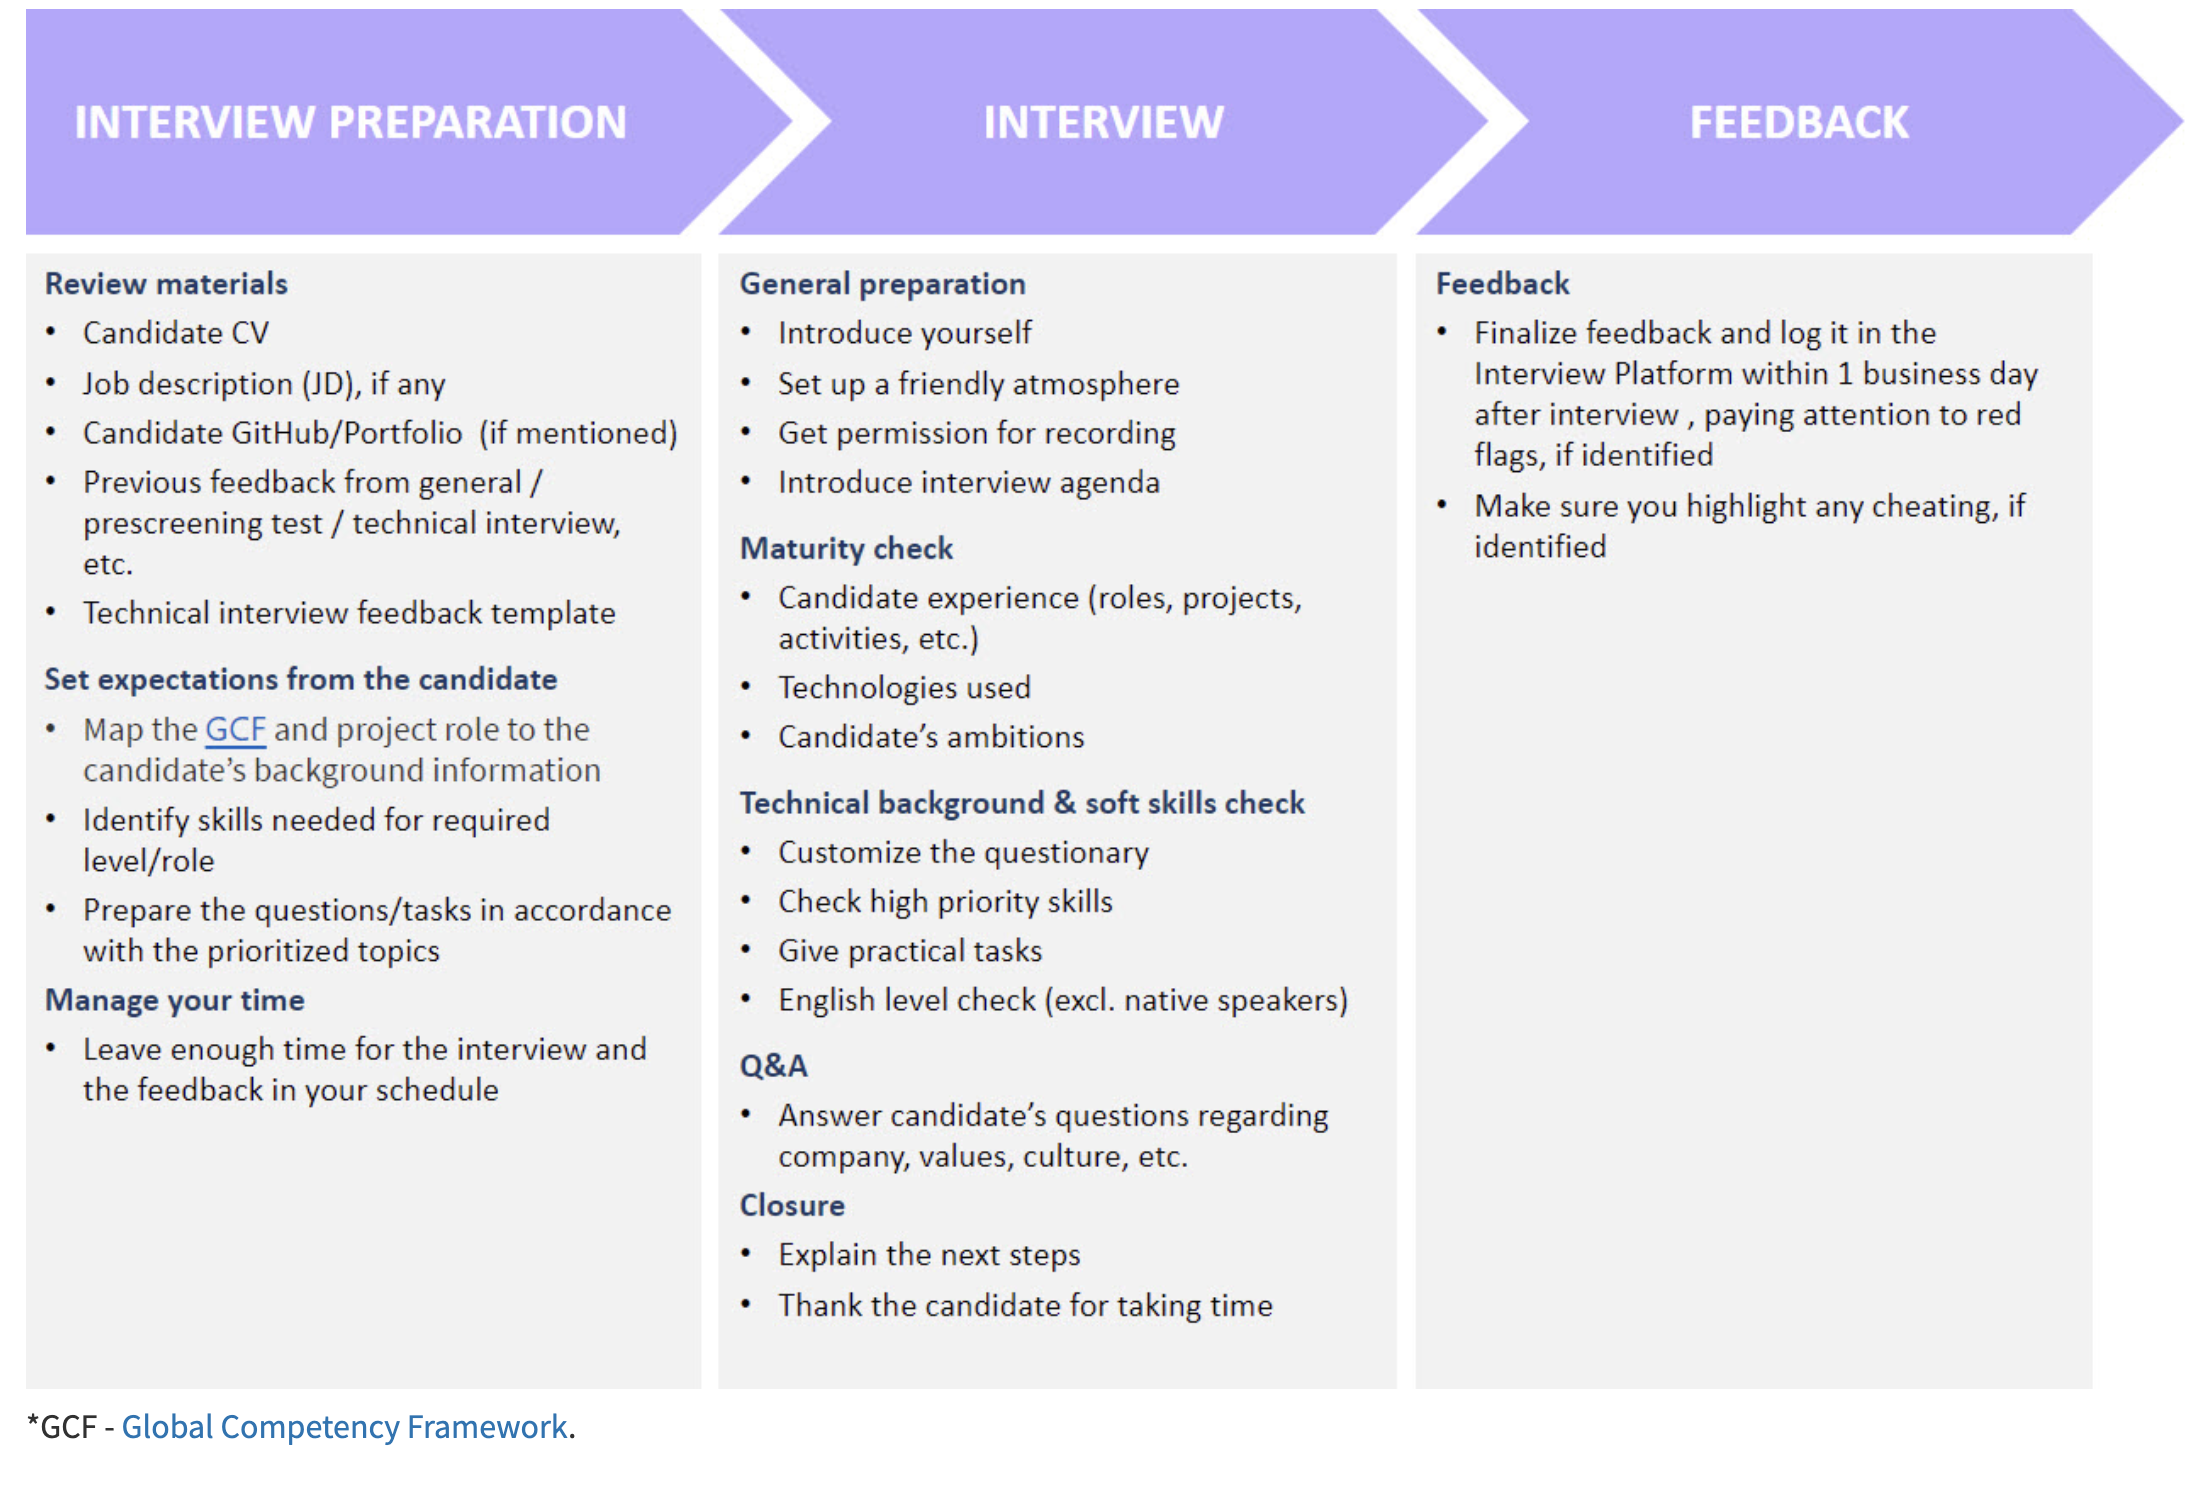 INTERVIEW PREPARATION
INTERVIEW
FEEDBACK
Review materials
• Candidate CV
• Job description (JD), if any
• Candidate GitHub/Portfolio  (if mentioned)
• Previous feedback from general /
prescreening test / technical interview,
etc.
• Technical interview feedback template
Set expectations from the candidate
• Map the GCF and project role to the
candidate’s background information
• Identify skills needed for required
level/role
• Prepare the questions/tasks in accordance
with the prioritized topics
Manage your time
• Leave enough time for the interview and
the feedback in your schedule
General preparation
• Introduce yourself
• Set up a friendly atmosphere
• Get permission for recording
• Introduce interview agenda
Maturity check
• Candidate experience (roles, projects,
activities, etc.)
• Technologies used
• Candidate’s ambitions
Technical background & soft skills check
• Customize the questionary
• Check high priority skills
• Give practical tasks
• English level check (excl. native speakers)
Q&A
• Answer candidate’s questions regarding
company, values, culture, etc.
Closure
• Explain the next steps
• Thank the candidate for taking time
Feedback
• Finalize feedback and log it in the
Interview Platform within 1 business day
after interview , paying attention to red
flags, if identified
• Make sure you highlight any cheating, if
identified
*GCF - Global Competency Framework.